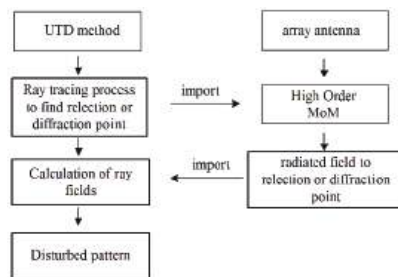 UTD method
array antenna
Ray tracing process
to find relection or
diffraction point
import
High Order
MoM
Calculation of ray
fields
import
radiated field to
relection or diffraction
point
Disturbed pattern